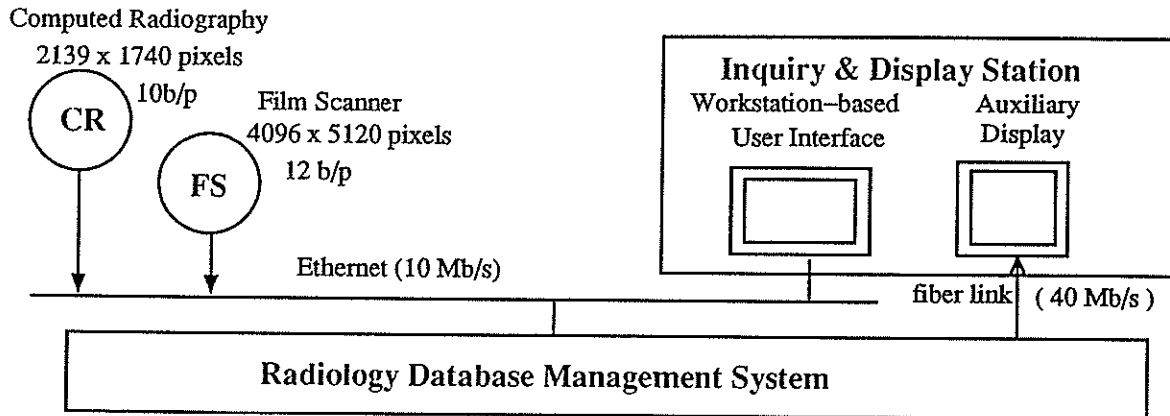 Computed Radiography
2139 x 1740 pixels
10b/p
CR
Film Scanner
4096 x 5120 pixels
12 b/p
FS
Ethernet (10 Mb/s)
Inquiry & Display Station
Workstation–based
User Interface
Auxiliary
Display
fiber link
( 40 Mb/s )
Radiology Database Management System